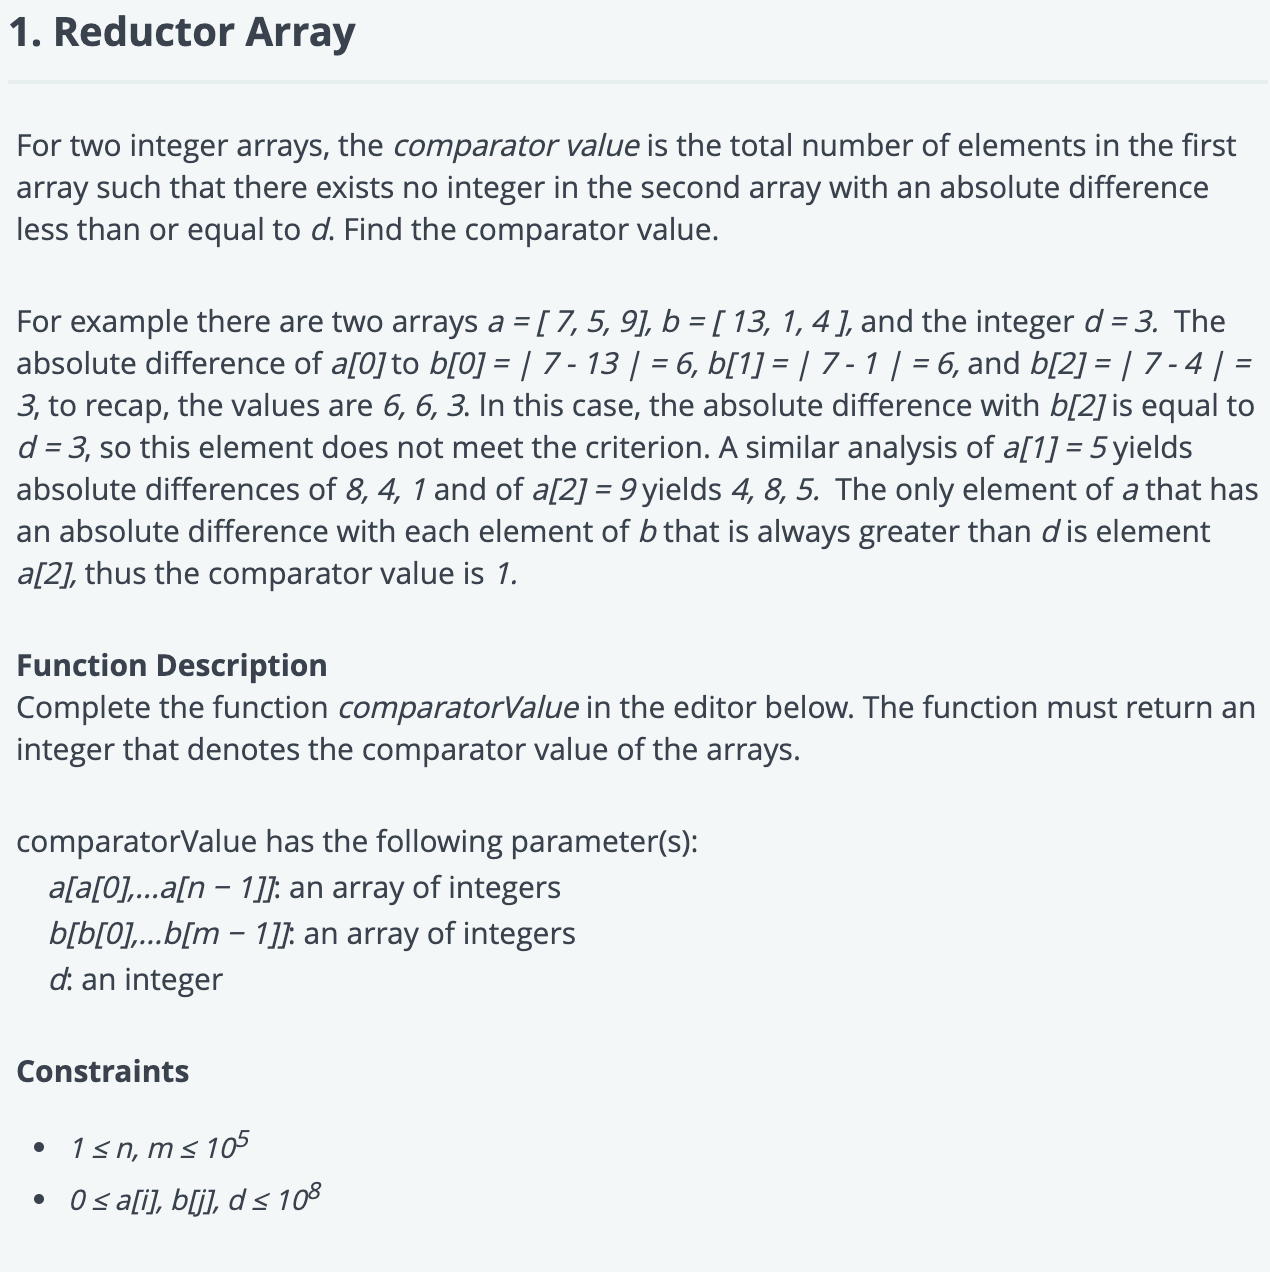 1. Reductor Array
For two integer arrays, the comparator value is the total number of elements in the first
array such that there exists no integer in the second array with an absolute difference
less than or equal to d. Find the comparator value.
For example there are two arrays a = [ 7, 5, 9], b = [ 13, 1, 4 ], and the integer d = 3. The
absolute difference of a[0] to b[0] = | 7 - 13 | = 6, b[1] = | 7 - 1 | = 6, and b[2] = | 7 - 4 | =
3, to recap, the values are 6, 6, 3. In this case, the absolute difference with b[2] is equal to
d = 3, so this element does not meet the criterion. A similar analysis of a[1] = 5 yields
absolute differences of 8, 4, 1 and of a[2] = 9 yields 4, 8, 5. The only element of a that has
an absolute difference with each element of b that is always greater than d is element
a[2], thus the comparator value is 1.
Function Description
Complete the function comparatorValue in the editor below. The function must return an
integer that denotes the comparator value of the arrays.
comparatorValue has the following parameter(s):
a[a[0],...a[n − 1]]: an array of integers
b[b[0],...b[m − 1]]: an array of integers
d: an integer
Constraints
• 1 ≤ n, m ≤ 10⁵
• 0 ≤ a[i], b[j], d ≤ 10⁸